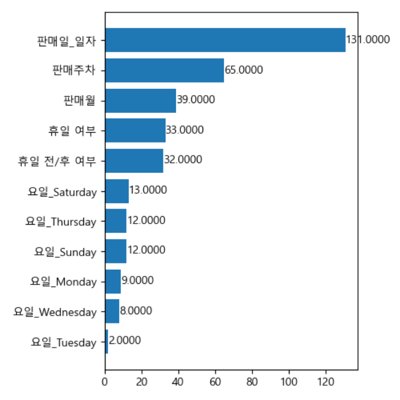 판매일_일자 131.0000
판매주차 65.0000
판매월 39.0000
휴일 여부 33.0000
휴일 전/후 여부 32.0000
요일_Saturday 13.0000
요일_Thursday 12.0000
요일_Sunday 12.0000
요일_Monday 9.0000
요일_Wednesday 8.0000
요일_Tuesday 2.0000
0 20 40 60 80 100 120